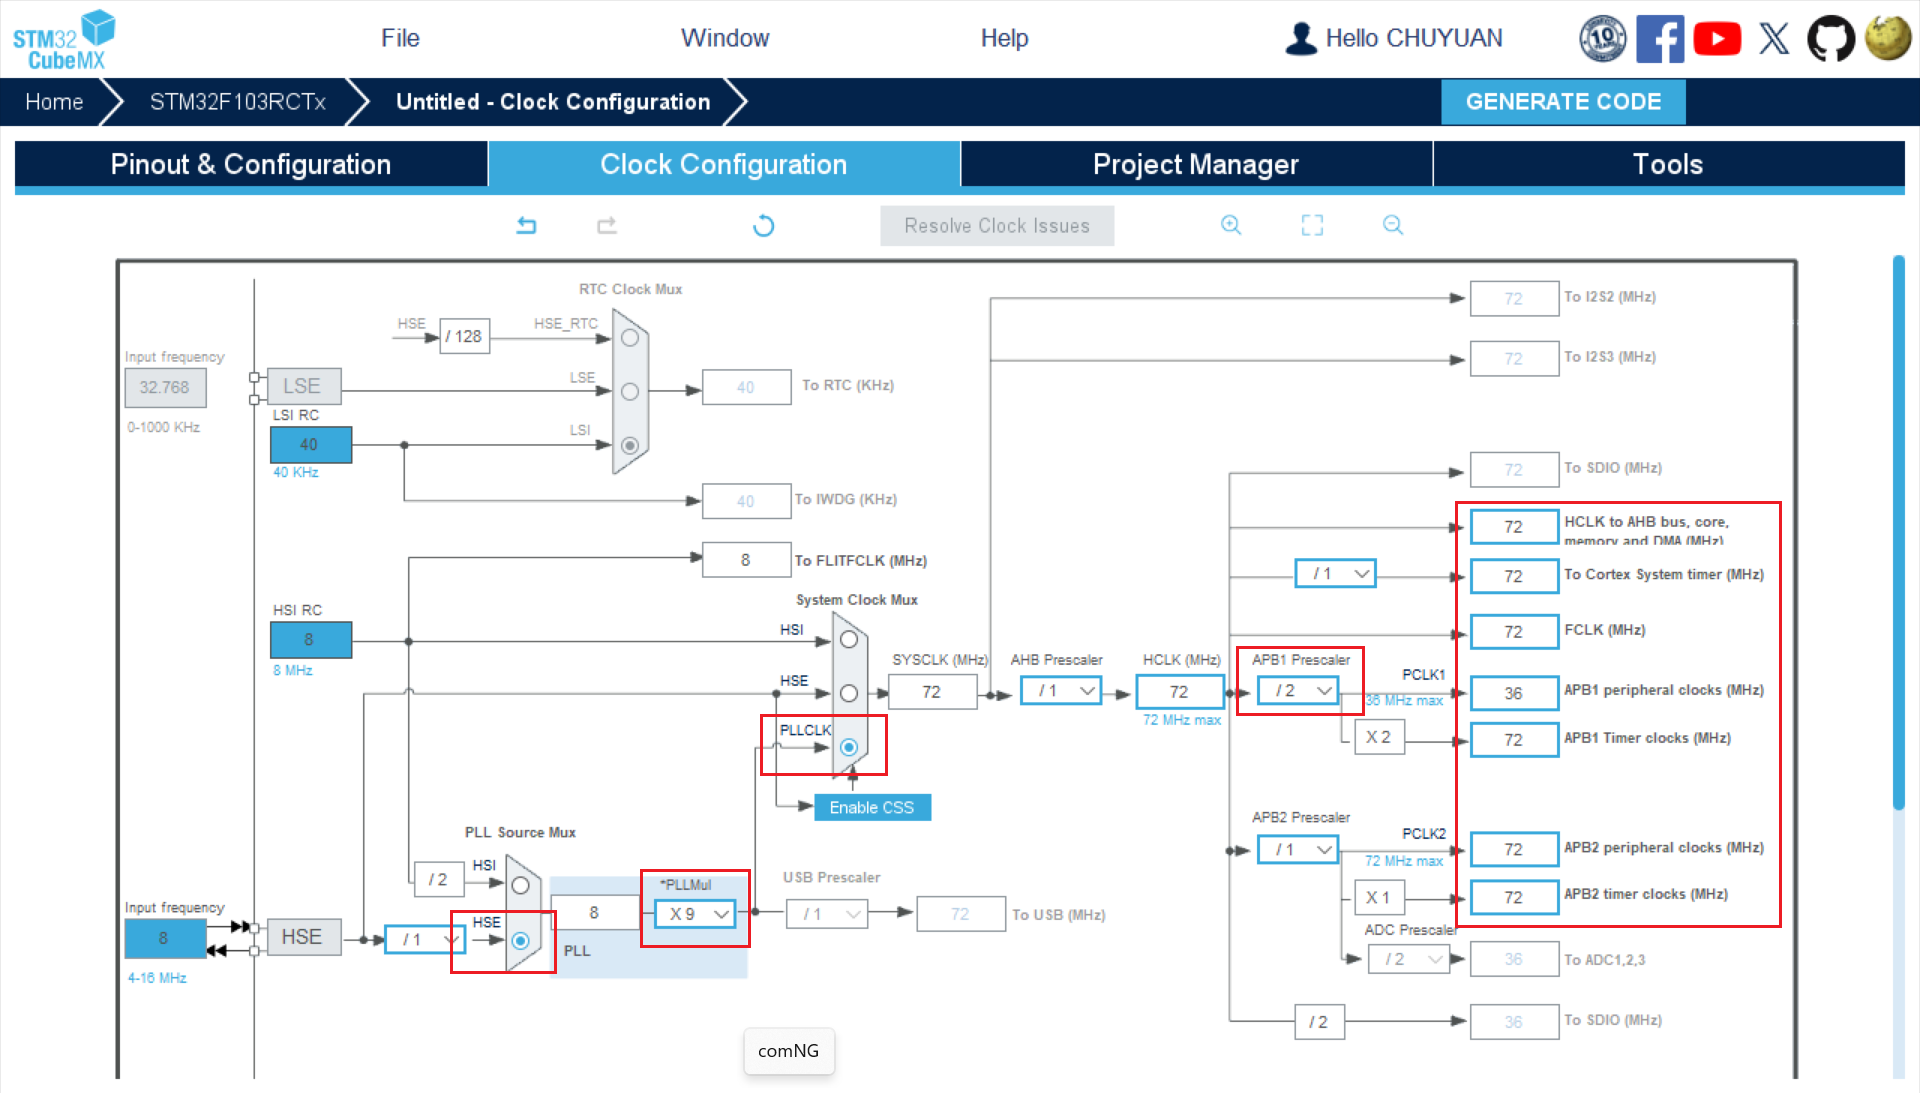 STM32
CubeMX
File
Window
Help
Hello CHUYUAN
10
Home
STM32F103RCTx
Untitled - Clock Configuration
GENERATE CODE
Pinout & Configuration
Clock Configuration
Project Manager
Tools
Resolve Clock Issues
RTC Clock Mux
HSE
/ 128
HSE_RTC
72
To I2S2 (MHz)
72
To I2S3 (MHz)
Input frequency
32.768
0-1000 KHz
LSE
LSE
40
To RTC (KHz)
LSI RC
40
40 KHz
LSI
40
To IWDG (KHz)
72
To SDIO (MHz)
72
HCLK to AHB bus, core,
memory and DMA (MHz)
8
To FLITFCLK (MHz)
/ 1
72
To Cortex System timer (MHz)
System Clock Mux
HSI RC
8
8 MHz
HSI
72
FCLK (MHz)
HSE
SYSCLK (MHz)
72
AHB Prescaler
/ 1
HCLK (MHz)
72
72 MHz max
APB1 Prescaler
/ 2
PCLK1
36 MHz max
36
APB1 peripheral clocks (MHz)
PLLCLK
X 2
72
APB1 Timer clocks (MHz)
Enable CSS
PLL Source Mux
APB2 Prescaler
/ 1
PCLK2
72 MHz max
72
APB2 peripheral clocks (MHz)
/ 2
HSI
*PLLMul
USB Prescaler
X 1
72
APB2 timer clocks (MHz)
Input frequency
8
4-16 MHz
HSE
/ 1
HSE
8
X 9
PLL
/ 1
72
To USB (MHz)
ADC Prescaler
/ 2
36
To ADC1,2,3
/ 2
36
To SDIO (MHz)
comNG